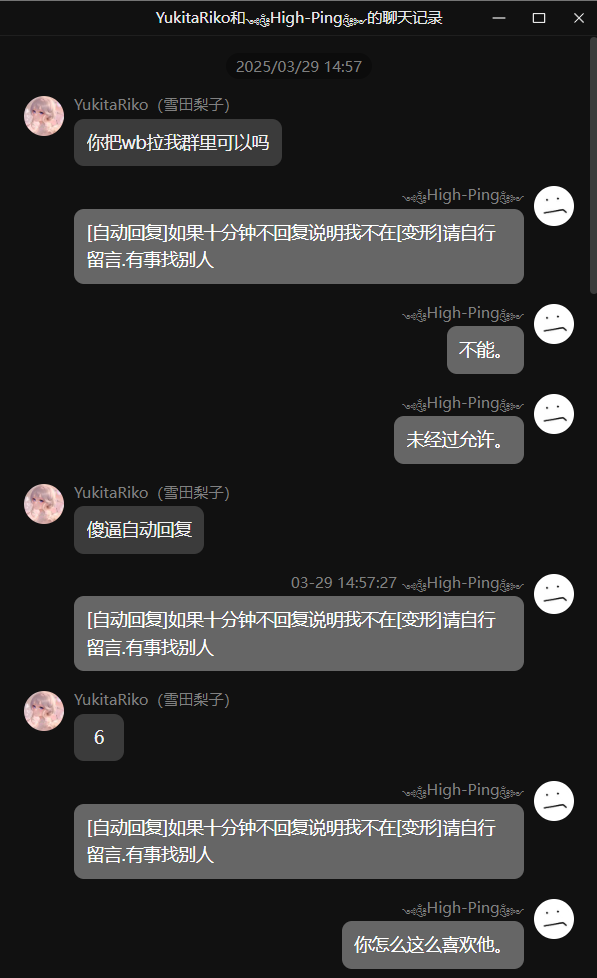 YukitaRiko和ঔৣ᭄High-Pingঔৣ᭄的聊天记录
2025/03/29 14:57
YukitaRiko（雪田梨子）
你把wb拉我群里可以吗
High-Ping
[自动回复]如果十分钟不回复说明我不在[变形]请自行
留言.有事找别人
High-Ping
不能。
High-Ping
未经过允许。
YukitaRiko（雪田梨子）
傻逼自动回复
03-29 14:57:27 High-Ping
[自动回复]如果十分钟不回复说明我不在[变形]请自行
留言.有事找别人
YukitaRiko（雪田梨子）
6
High-Ping
[自动回复]如果十分钟不回复说明我不在[变形]请自行
留言.有事找别人
High-Ping
你怎么这么喜欢他。